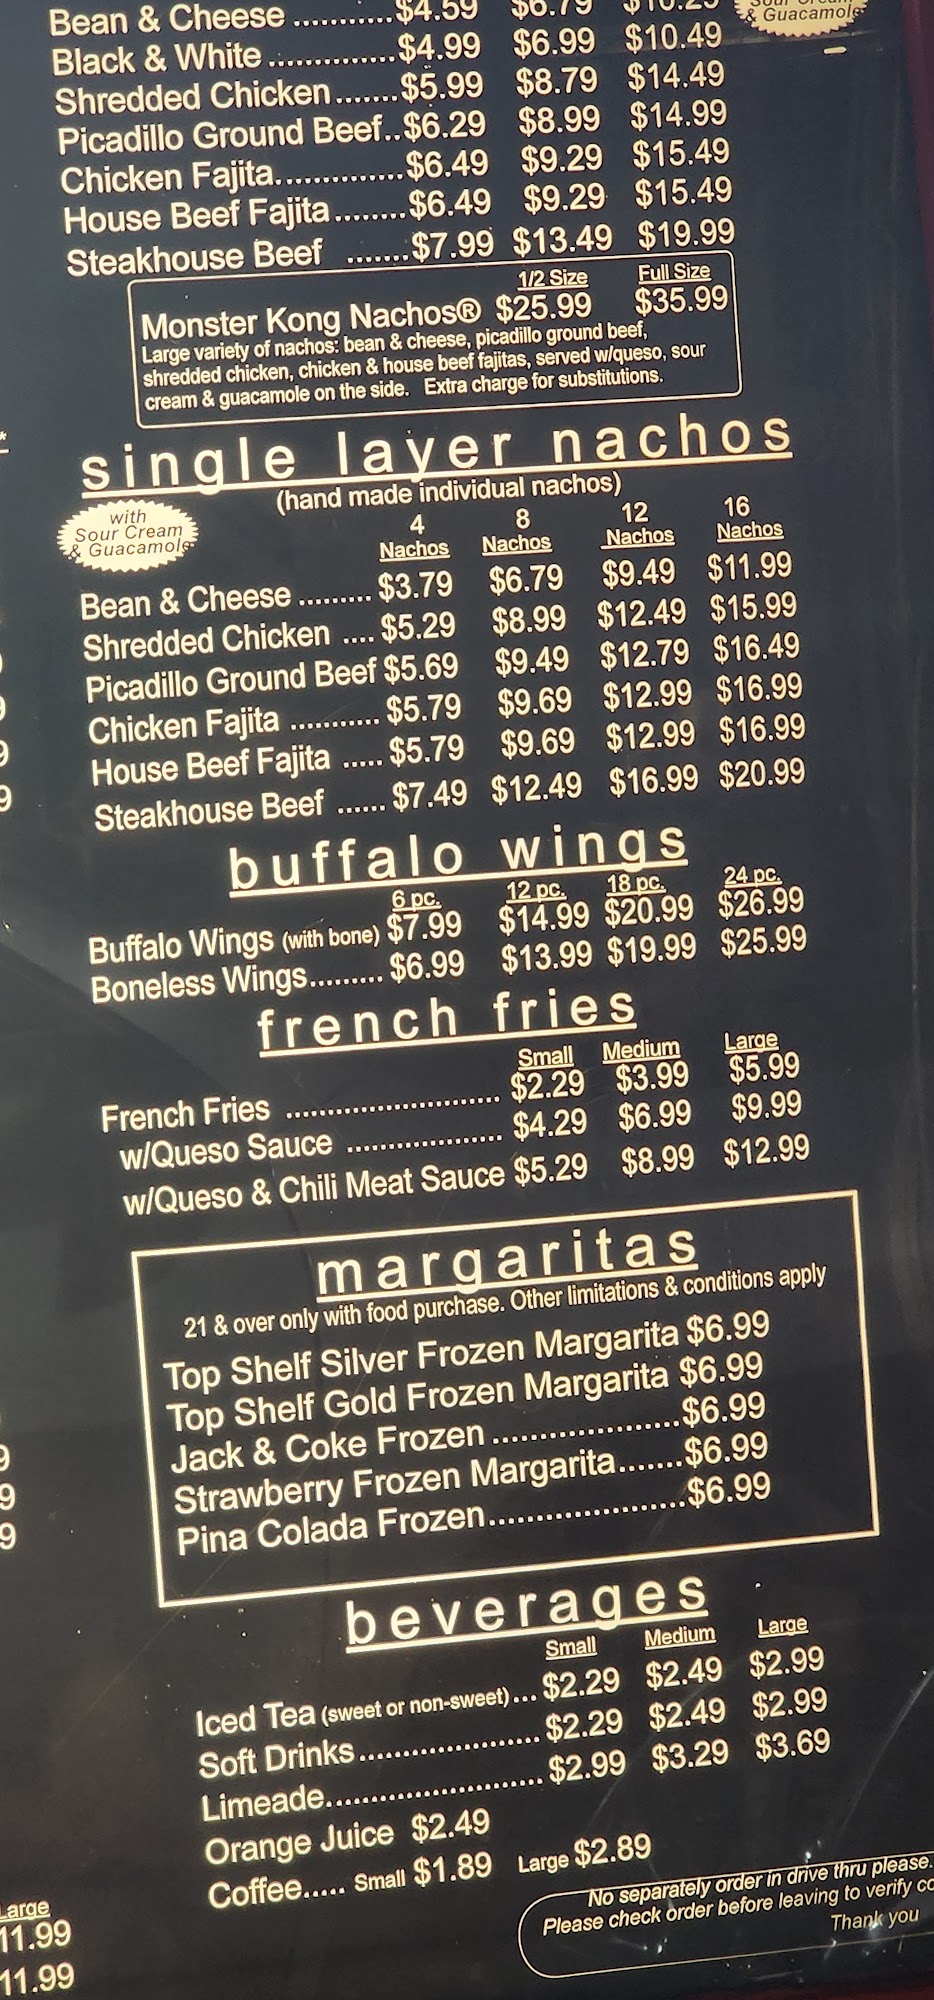 Bean & Cheese ............$4.59 $6.79 $10.29
& Guacamole
Black & White ..............$4.99 $6.99 $10.49
Shredded Chicken.......$5.99 $8.79 $14.49
Picadillo Ground Beef..$6.29 $8.99 $14.99
Chicken Fajita..............$6.49 $9.29 $15.49
House Beef Fajita........$6.49 $9.29 $15.49
Steakhouse Beef .......$7.99 $13.49 $19.99
1/2 Size Full Size
Monster Kong Nachos® $25.99 $35.99
Large variety of nachos: bean & cheese, picadillo ground beef,
shredded chicken, chicken & house beef fajitas, served w/queso, sour
cream & guacamole on the side. Extra charge for substitutions.
single layer nachos
(hand made individual nachos)
with
Sour Cream
& Guacamole
4 8 12 16
Nachos Nachos Nachos Nachos
Bean & Cheese ......... $3.79 $6.79 $9.49 $11.99
Shredded Chicken .... $5.29 $8.99 $12.49 $15.99
Picadillo Ground Beef $5.69 $9.49 $12.79 $16.49
Chicken Fajita ........... $5.79 $9.69 $12.99 $16.99
House Beef Fajita ..... $5.79 $9.69 $12.99 $16.99
Steakhouse Beef ...... $7.49 $12.49 $16.99 $20.99
buffalo wings
6 pc. 12 pc. 18 pc. 24 pc.
Buffalo Wings (with bone) $7.99 $14.99 $20.99 $26.99
Boneless Wings......... $6.99 $13.99 $19.99 $25.99
french fries
Small Medium Large
French Fries .......................... $2.29 $3.99 $5.99
w/Queso Sauce ................... $4.29 $6.99 $9.99
w/Queso & Chili Meat Sauce $5.29 $8.99 $12.99
margaritas
21 & over only with food purchase. Other limitations & conditions apply
Top Shelf Silver Frozen Margarita $6.99
Top Shelf Gold Frozen Margarita $6.99
Jack & Coke Frozen ....................$6.99
Strawberry Frozen Margarita.......$6.99
Pina Colada Frozen.....................$6.99
beverages
Small Medium Large
Iced Tea (sweet or non-sweet)... $2.29 $2.49 $2.99
Soft Drinks..................... $2.29 $2.49 $2.99
Limeade......................... $2.99 $3.29 $3.69
Orange Juice $2.49
Coffee..... Small $1.89 Large $2.89
No separately order in drive thru please.
Please check order before leaving to verify
Thank you
Large
11.99
11.99